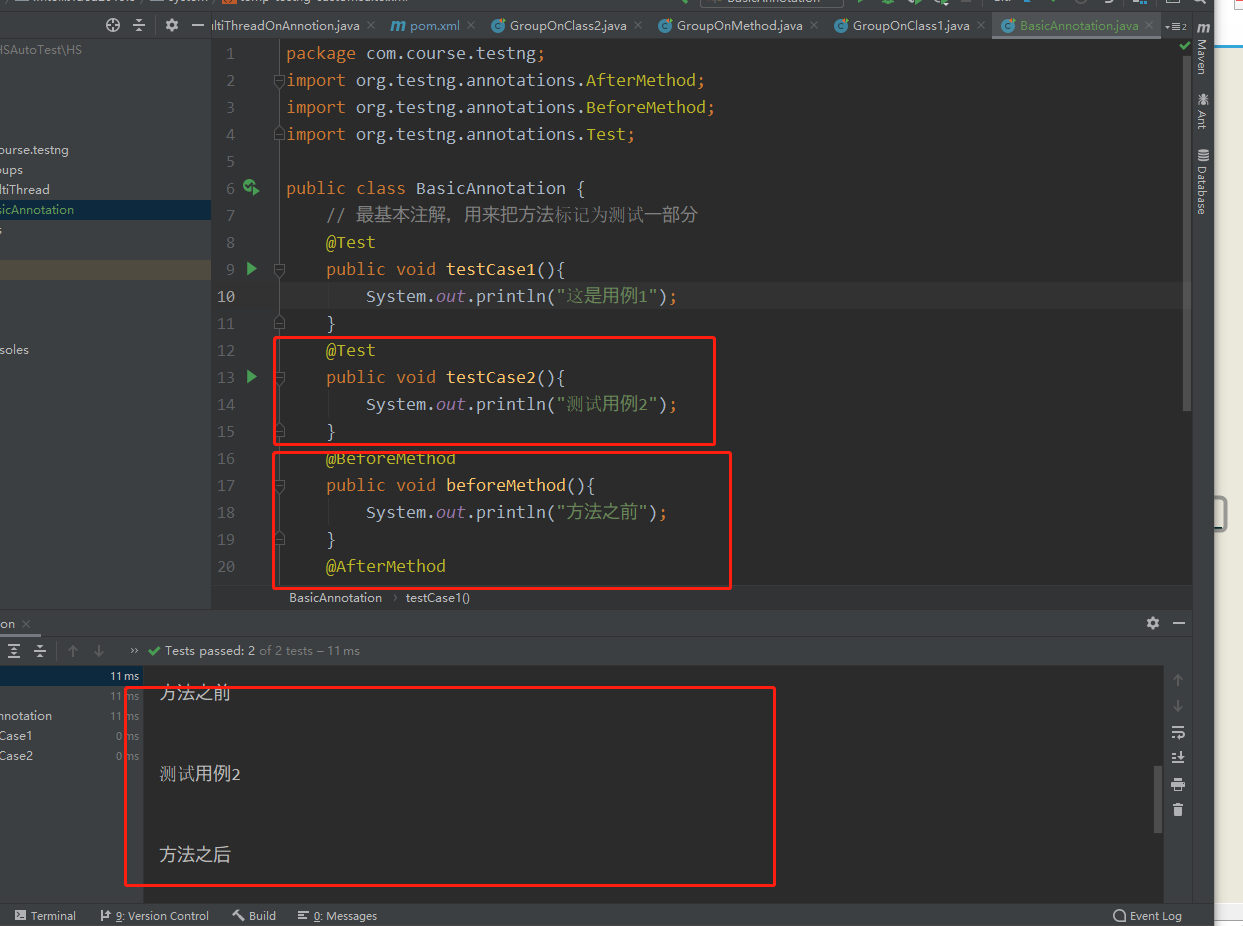 BasicAnnotation
ultiThreadOnAnnotion.java
pom.xml
GroupOnClass2.java
GroupOnMethod.java
GroupOnClass1.java
BasicAnnotation.java
2
HSAutoTest\HS
ourse.testng
oups
ltiThread
sicAnnotation
s
soles
1 package com.course.testng;
2 import org.testng.annotations.AfterMethod;
3 import org.testng.annotations.BeforeMethod;
4 import org.testng.annotations.Test;
5
6 public class BasicAnnotation {
7 // 最基本注解，用来把方法标记为测试一部分
8 @Test
9 public void testCase1(){
10 System.out.println("这是用例1");
11 }
12 @Test
13 public void testCase2(){
14 System.out.println("测试用例2");
15 }
16 @BeforeMethod
17 public void beforeMethod(){
18 System.out.println("方法之前");
19 }
20 @AfterMethod
BasicAnnotation › testCase1()
Maven
Ant
Database
on
Tests passed: 2 of 2 tests – 11 ms
11 ms
11 ms
nnotation 11 ms
Case1 0 ms
Case2 0 ms
方法之前
测试用例2
方法之后
Terminal
9: Version Control
Build
0: Messages
Event Log